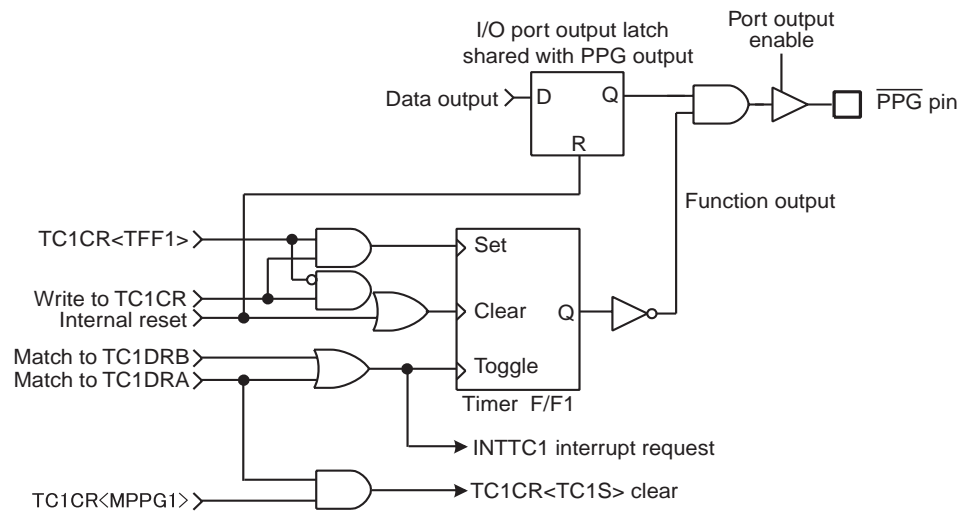 I/O port output latch
shared with PPG output
Port output
enable
Data output
D
Q
R
PPG pin
Function output
TC1CR<TFF1>
Set
Write to TC1CR
Internal reset
Clear
Q
Match to TC1DRB
Match to TC1DRA
Toggle
Timer F/F1
INTTC1 interrupt request
TC1CR<MPPG1>
TC1CR<TC1S> clear